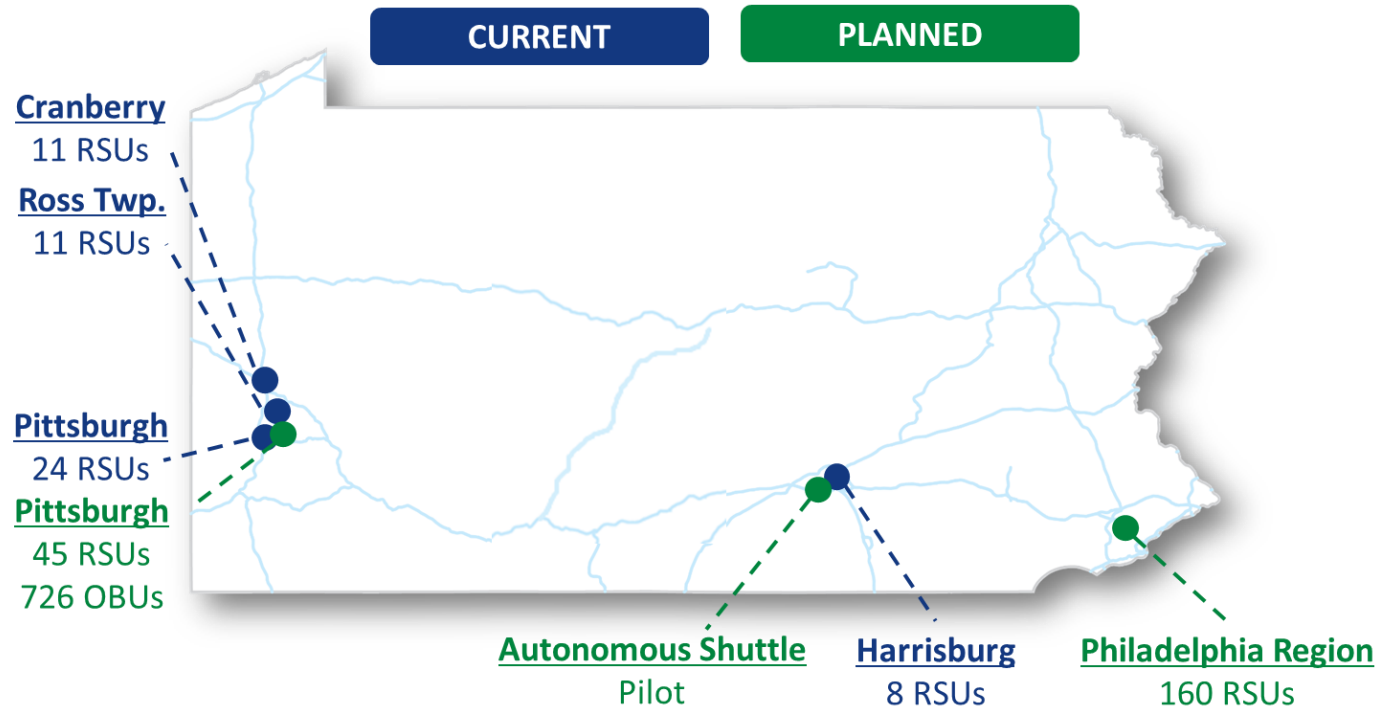 CURRENT
PLANNED
Cranberry
11 RSUs
Ross Twp.
11 RSUs
Pittsburgh
24 RSUs
Pittsburgh
45 RSUs
726 OBUs
Autonomous Shuttle
Pilot
Harrisburg
8 RSUs
Philadelphia Region
160 RSUs